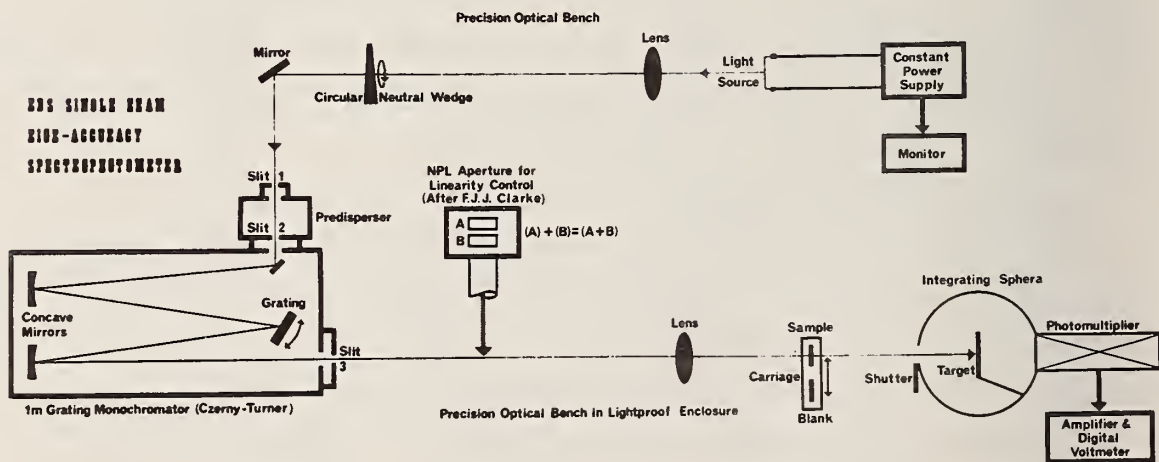 Precision Optical Bench
Mirror
Lens
Light
Source
Constant
Power
Supply
Monitor
Circular Neutral Wedge
NBS SINGLE BEAM
HIGH-ACCURACY
SPECTROPHOTOMETER
Slit 1
Predisperser
Slit 2
NPL Aperture for
Linearity Control
(After F.J.J. Clarke)
A
B
(A) + (B) = (A+B)
Concave
Mirrors
Grating
Slit
3
1m Grating Monochromator (Czerny-Turner)
Lens
Sample
Carriage
Blank
Precision Optical Bench in Lightproof Enclosure
Integrating Sphera
Shutter
Target
Photomultiplier
Amplifier &
Digital
Voltmeter